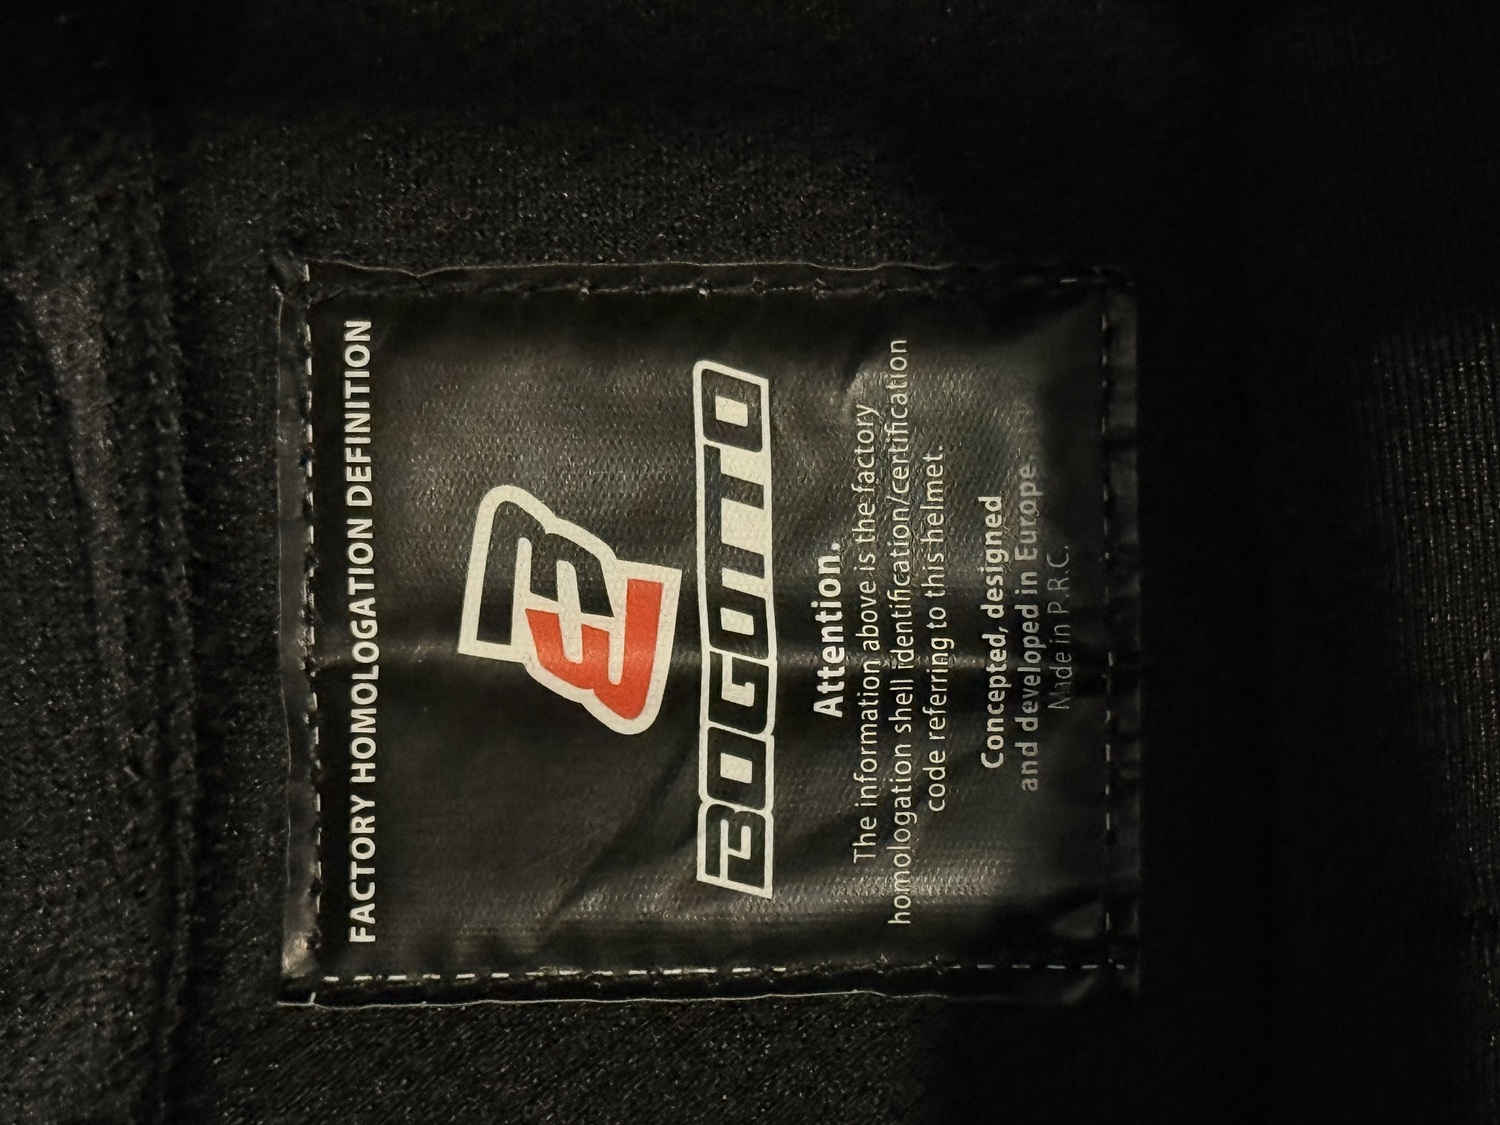 FACTORY HOMOLOGATION DEFINITION
BOGOTTO
Attention.
The information above is the factory
homologation shell identification/certification
code referring to this helmet.
Concepted, designed
and developed in Europe.
Made in P.R.C.